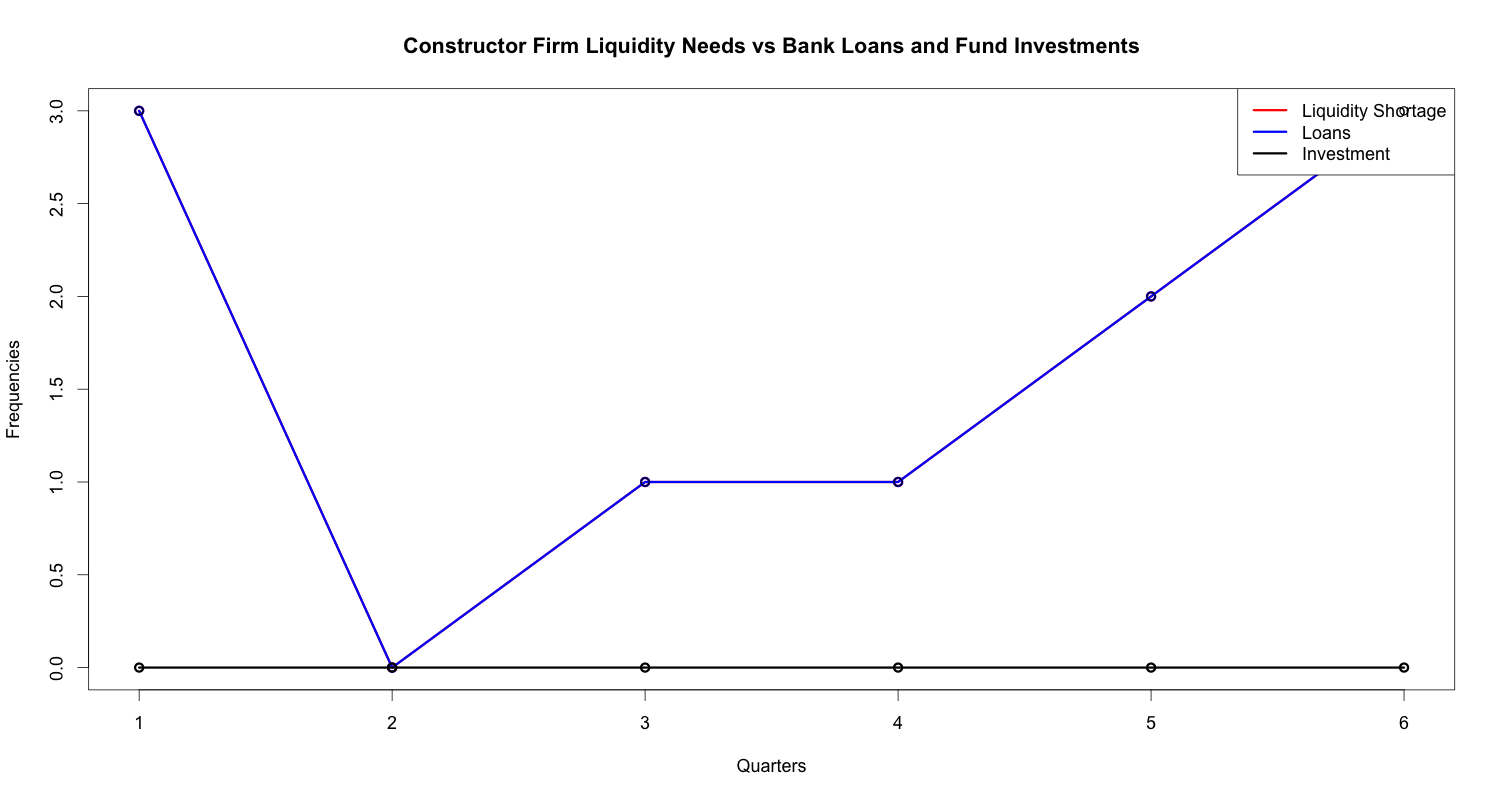 Constructor Firm Liquidity Needs vs Bank Loans and Fund Investments
3.0
2.5
2.0
1.5
1.0
0.5
0.0
Frequencies
Liquidity Shortage
Loans
Investment
1 2 3 4 5 6
Quarters